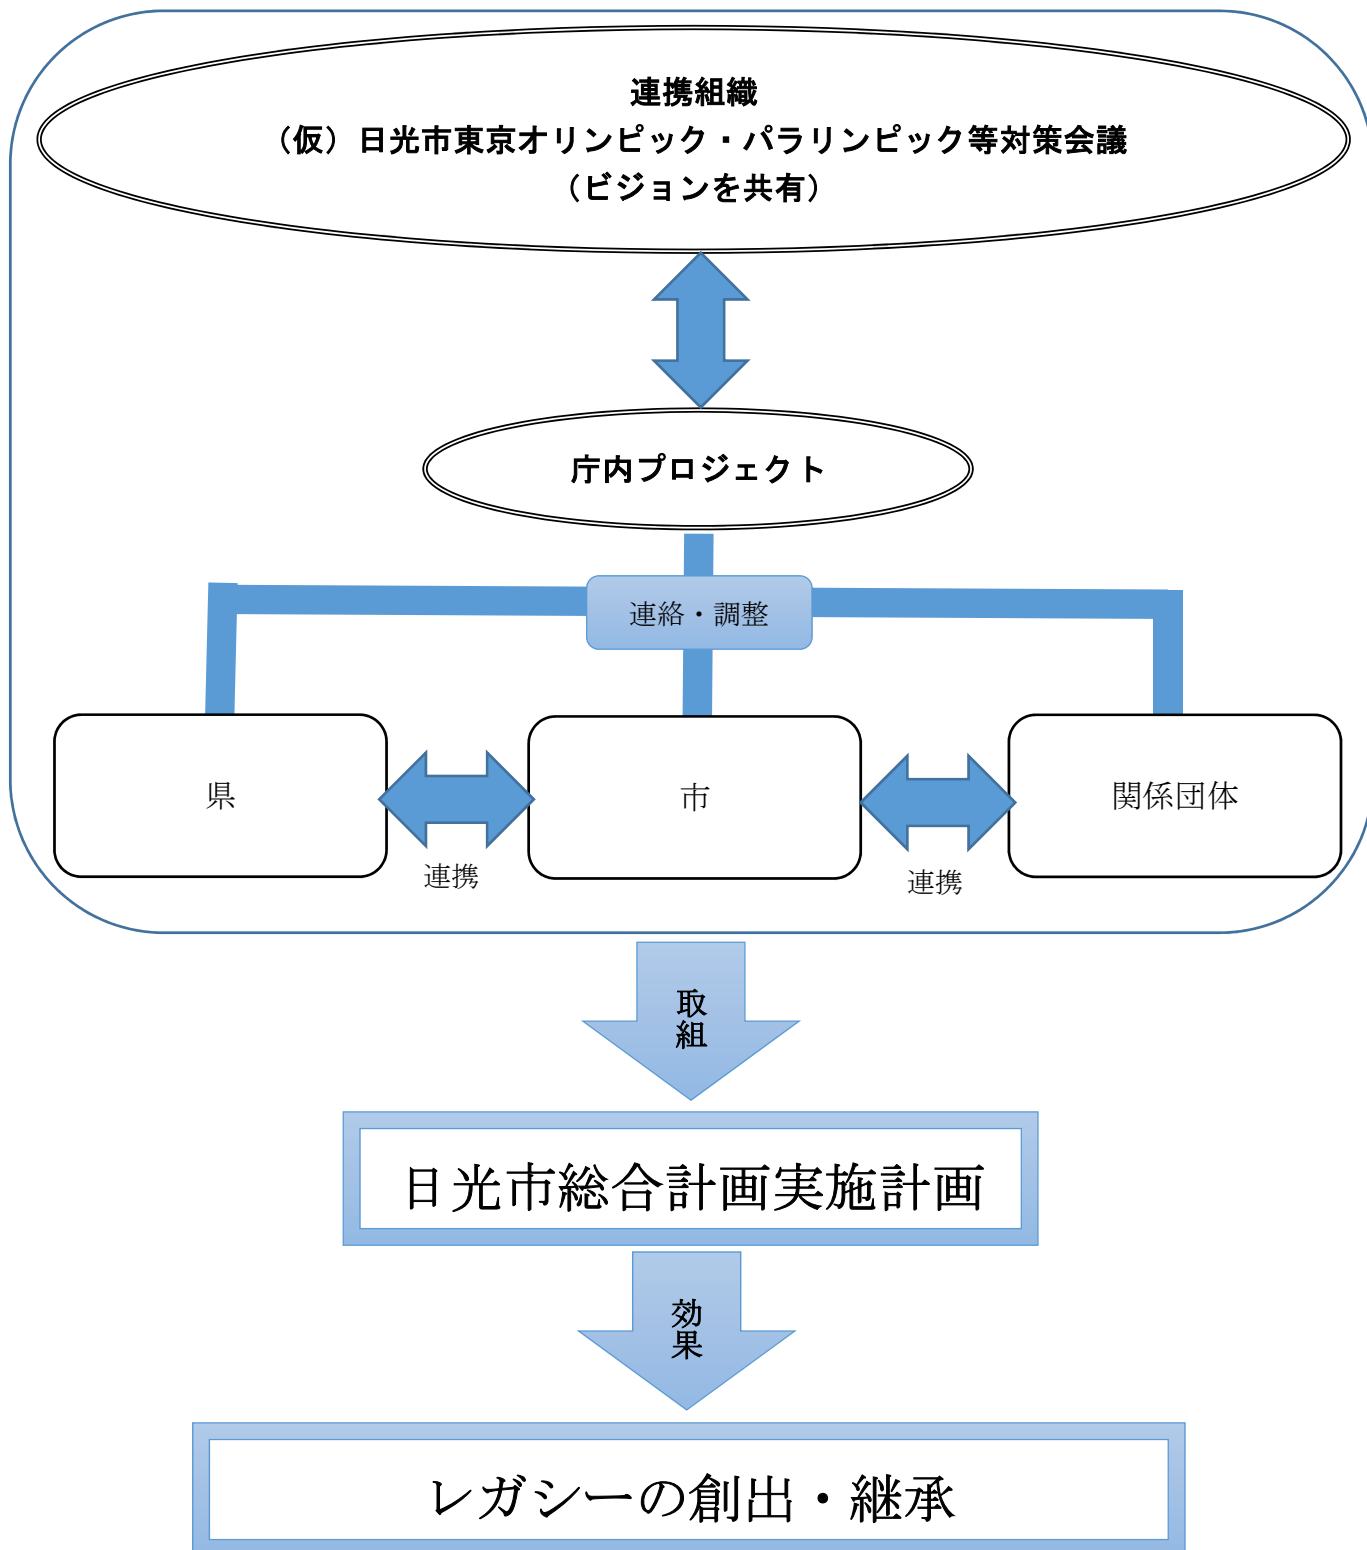 連携組織
（仮）日光市東京オリンピック・パラリンピック等対策会議
（ビジョンを共有）
庁内プロジェクト
連絡・調整
県
市
関係団体
連携
連携
取組
日光市総合計画実施計画
効果
レガシーの創出・継承